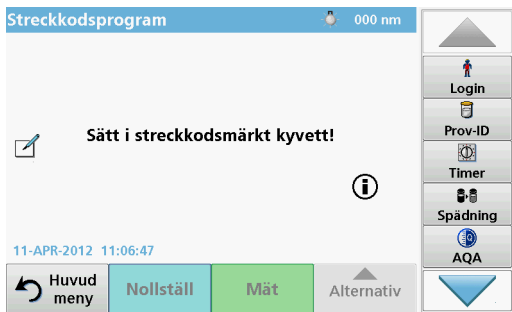 Streckkodsprogram 000 nm
Sätt i streckkodsmärkt kyvett!
11-APR-2012 11:06:47
Huvud
meny
Nollställ
Mät
Alternativ
Login
Prov-ID
Timer
Spädning
AQA